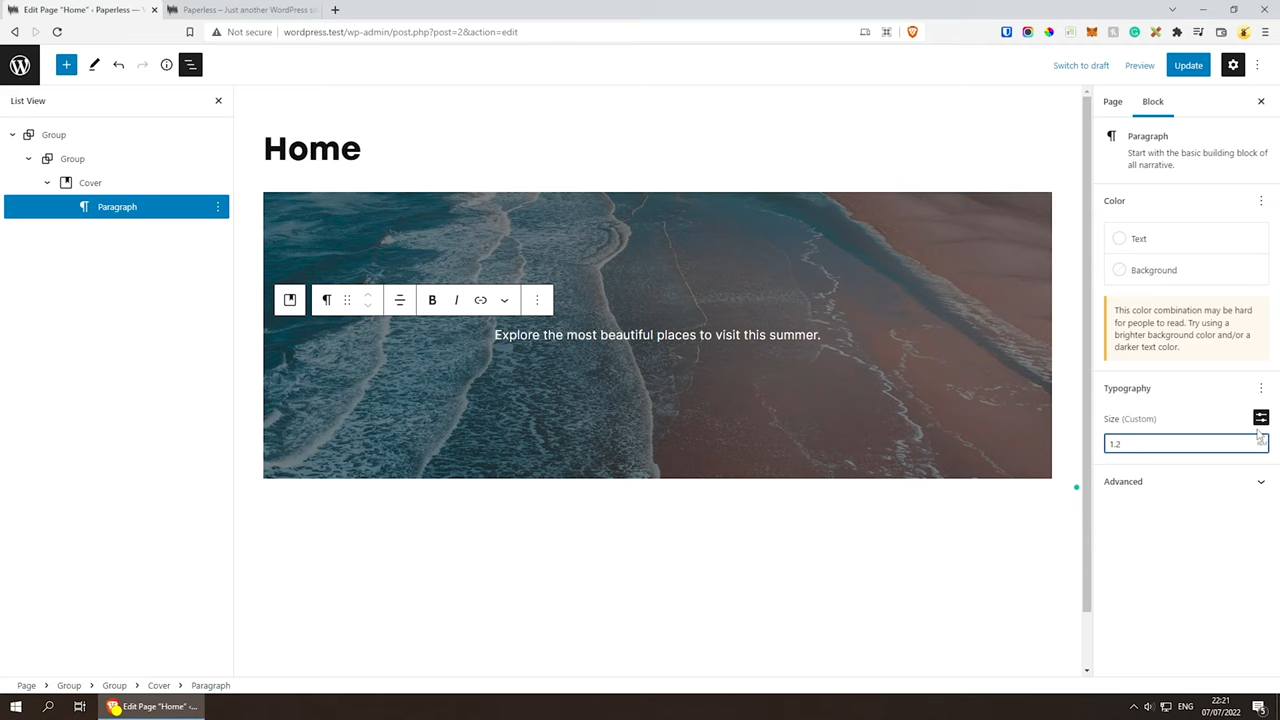 Edit Page "Home" ‹ Paperless —
Paperless – Just another WordPress si
Not secure
wordpress.test/wp-admin/post.php?post=2&action=edit
Switch to draft
Preview
Update
List View
Group
Group
Cover
Paragraph
Home
B I
Explore the most beautiful places to visit this summer.
Page
Block
Paragraph
Start with the basic building block of
all narrative.
Color
Text
Background
This color combination may be
hard for people to read. Try using a
brighter background color and/or a
darker text color.
Typography
Size (Custom)
1.2
Advanced
Page
Group
Group
Cover
Paragraph
Edit Page "Home" ‹...
ENG
22:21
07/07/2022
5